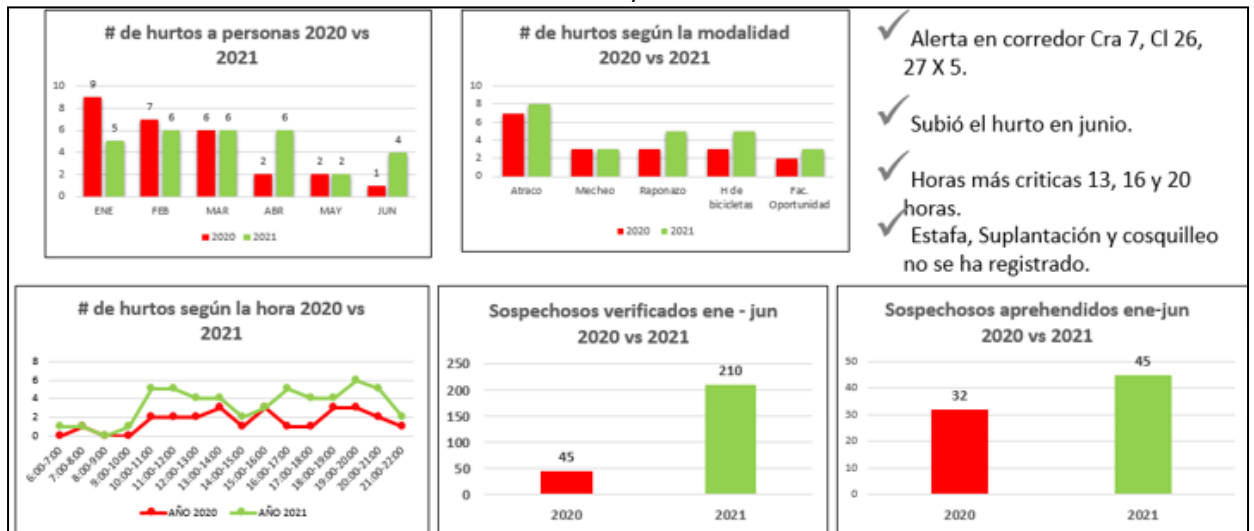 # de hurtos a personas 2020 vs
2021
10
8
6
4
2
0
9
5
7
6
6
6
2
6
2
2
1
4
ENE
FEB
MAR
ABR
MAY
JUN
2020
2021
# de hurtos según la modalidad
2020 vs 2021
10
8
6
4
2
0
Atraco
Mecheo
Raponazo
H de
bicicletas
Fac.
Oportunidad
2020
2021
Alerta en corredor Cra 7, Cl 26,
27 X 5.
Subió el hurto en junio.
Horas más criticas 13, 16 y 20
horas.
Estafa, Suplantación y cosquilleo
no se ha registrado.
# de hurtos según la hora 2020 vs
2021
8
6
4
2
0
6:00-7:00
7:00-8:00
8:00-9:00
9:00-10:00
10:00-11:00
11:00-12:00
12:00-13:00
13:00-14:00
14:00-15:00
15:00-16:00
16:00-17:00
17:00-18:00
18:00-19:00
19:00-20:00
20:00-21:00
21:00-22:00
AÑO 2020
AÑO 2021
Sospechosos verificados ene - jun
2020 vs 2021
250
200
150
100
50
0
45
210
2020
2021
Sospechosos aprehendidos ene-jun
2020 vs 2021
50
40
30
20
10
0
32
45
2020
2021